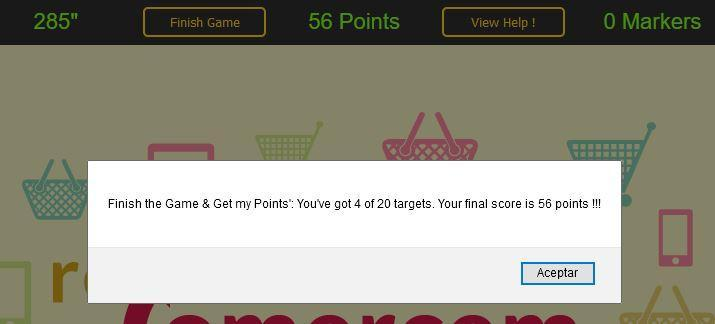 285" Finish Game 56 Points View Help ! 0 Markers
Finish the Game & Get my Points': You've got 4 of 20 targets. Your final score is 56 points !!!
Aceptar